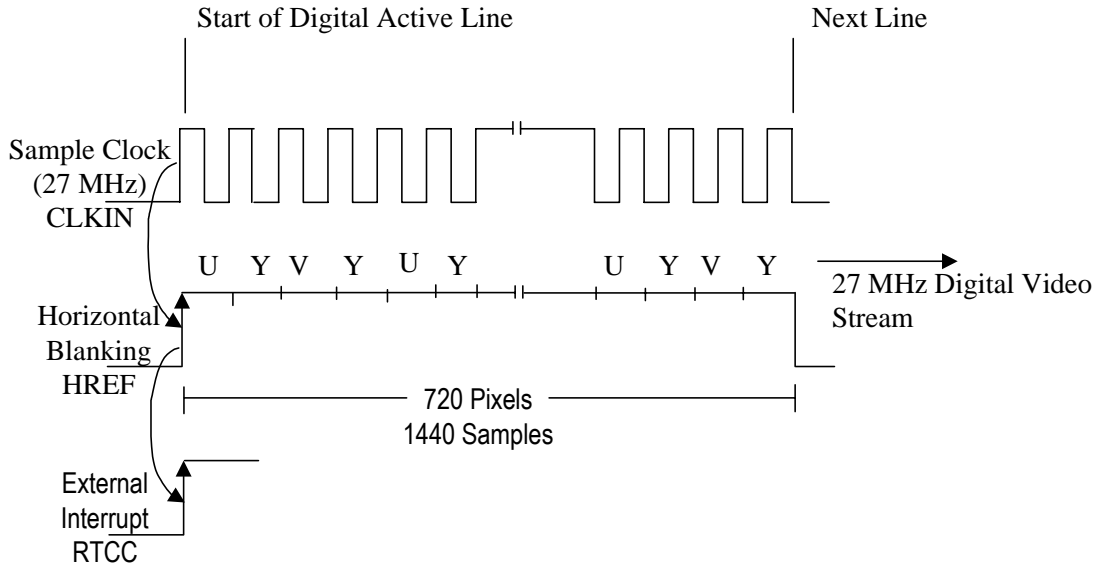 Start of Digital Active Line
Next Line
Sample Clock
(27 MHz)
CLKIN
U Y V Y U Y U Y V Y
27 MHz Digital Video
Stream
Horizontal
Blanking
HREF
720 Pixels
1440 Samples
External
Interrupt
RTCC